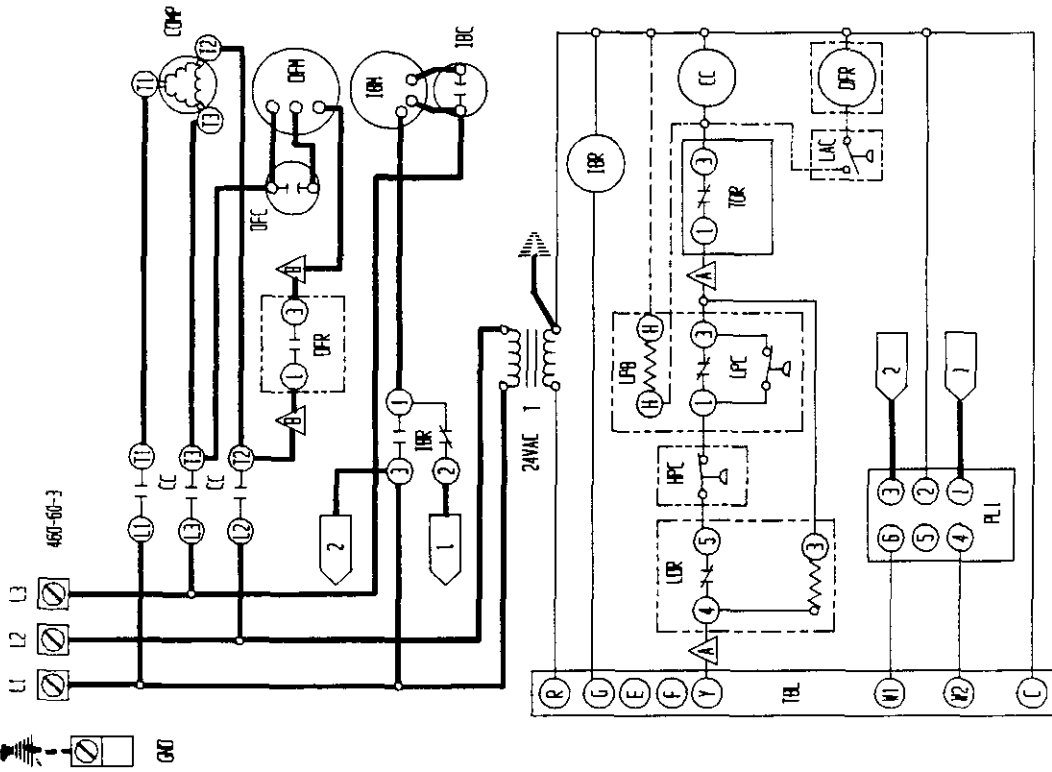 460-60-3
L1
L2
L3
GND
L1
T1
CC
L3
T3
CC
L2
T2
T1
T2
T3
COMP
OFC
OFM
B
1
3
OFR
B
IBM
IBC
3
1
IBR
2
2
1
24VAC T
R
G
E
F
Y
TB1
W1
W2
C
IBR
A
LOR
4
5
3
HPC
LPB
H
H
1
3
LPC
A
1
3
TDR
CC
LAC
OFR
6
3
5
2
4
1
PL1
2
1